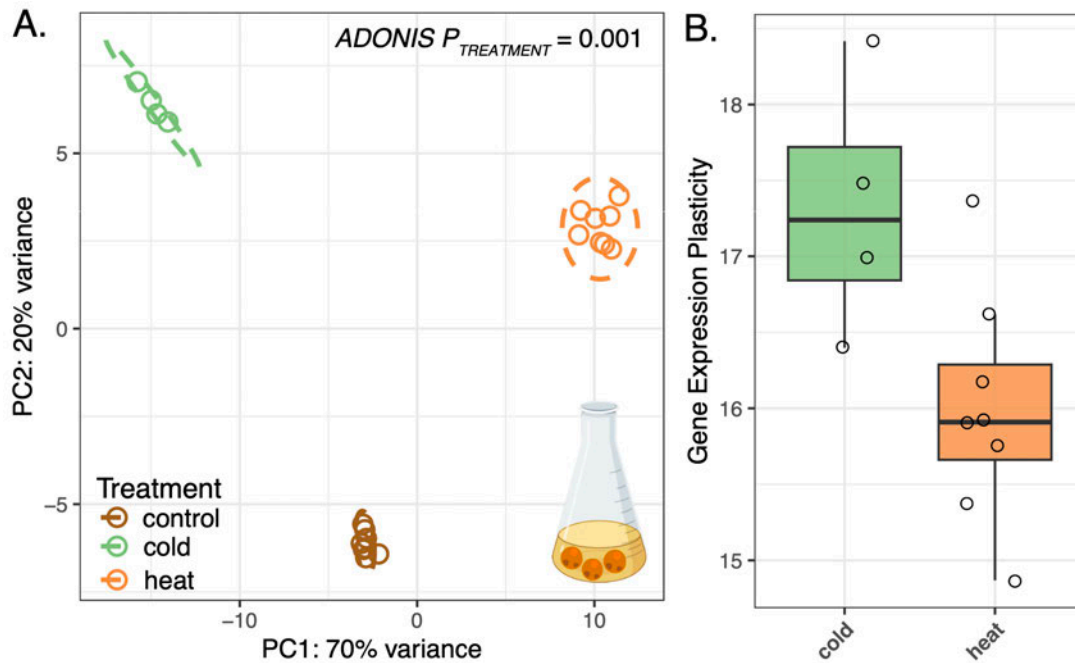 A.
ADONIS P_TREATMENT = 0.001
5
0
−5
PC2: 20% variance
Treatment
control
cold
heat
−10
0
10
PC1: 70% variance
B.
18
17
16
15
Gene Expression Plasticity
cold
heat